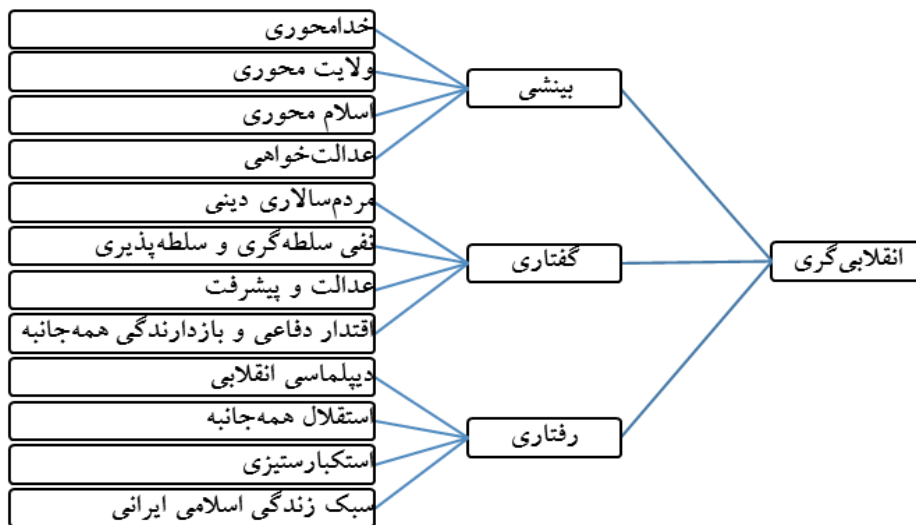 انقلابی‌گری
بینشی
خدامحوری
ولایت محوری
اسلام محوری
عدالت‌خواهی
گفتاری
مردم‌سالاری دینی
نفی سلطه‌گری و سلطه‌پذیری
عدالت و پیشرفت
اقتدار دفاعی و بازدارندگی همه‌جانبه
رفتاری
دیپلماسی انقلابی
استقلال همه‌جانبه
استکبارستیزی
سبک زندگی اسلامی ایرانی